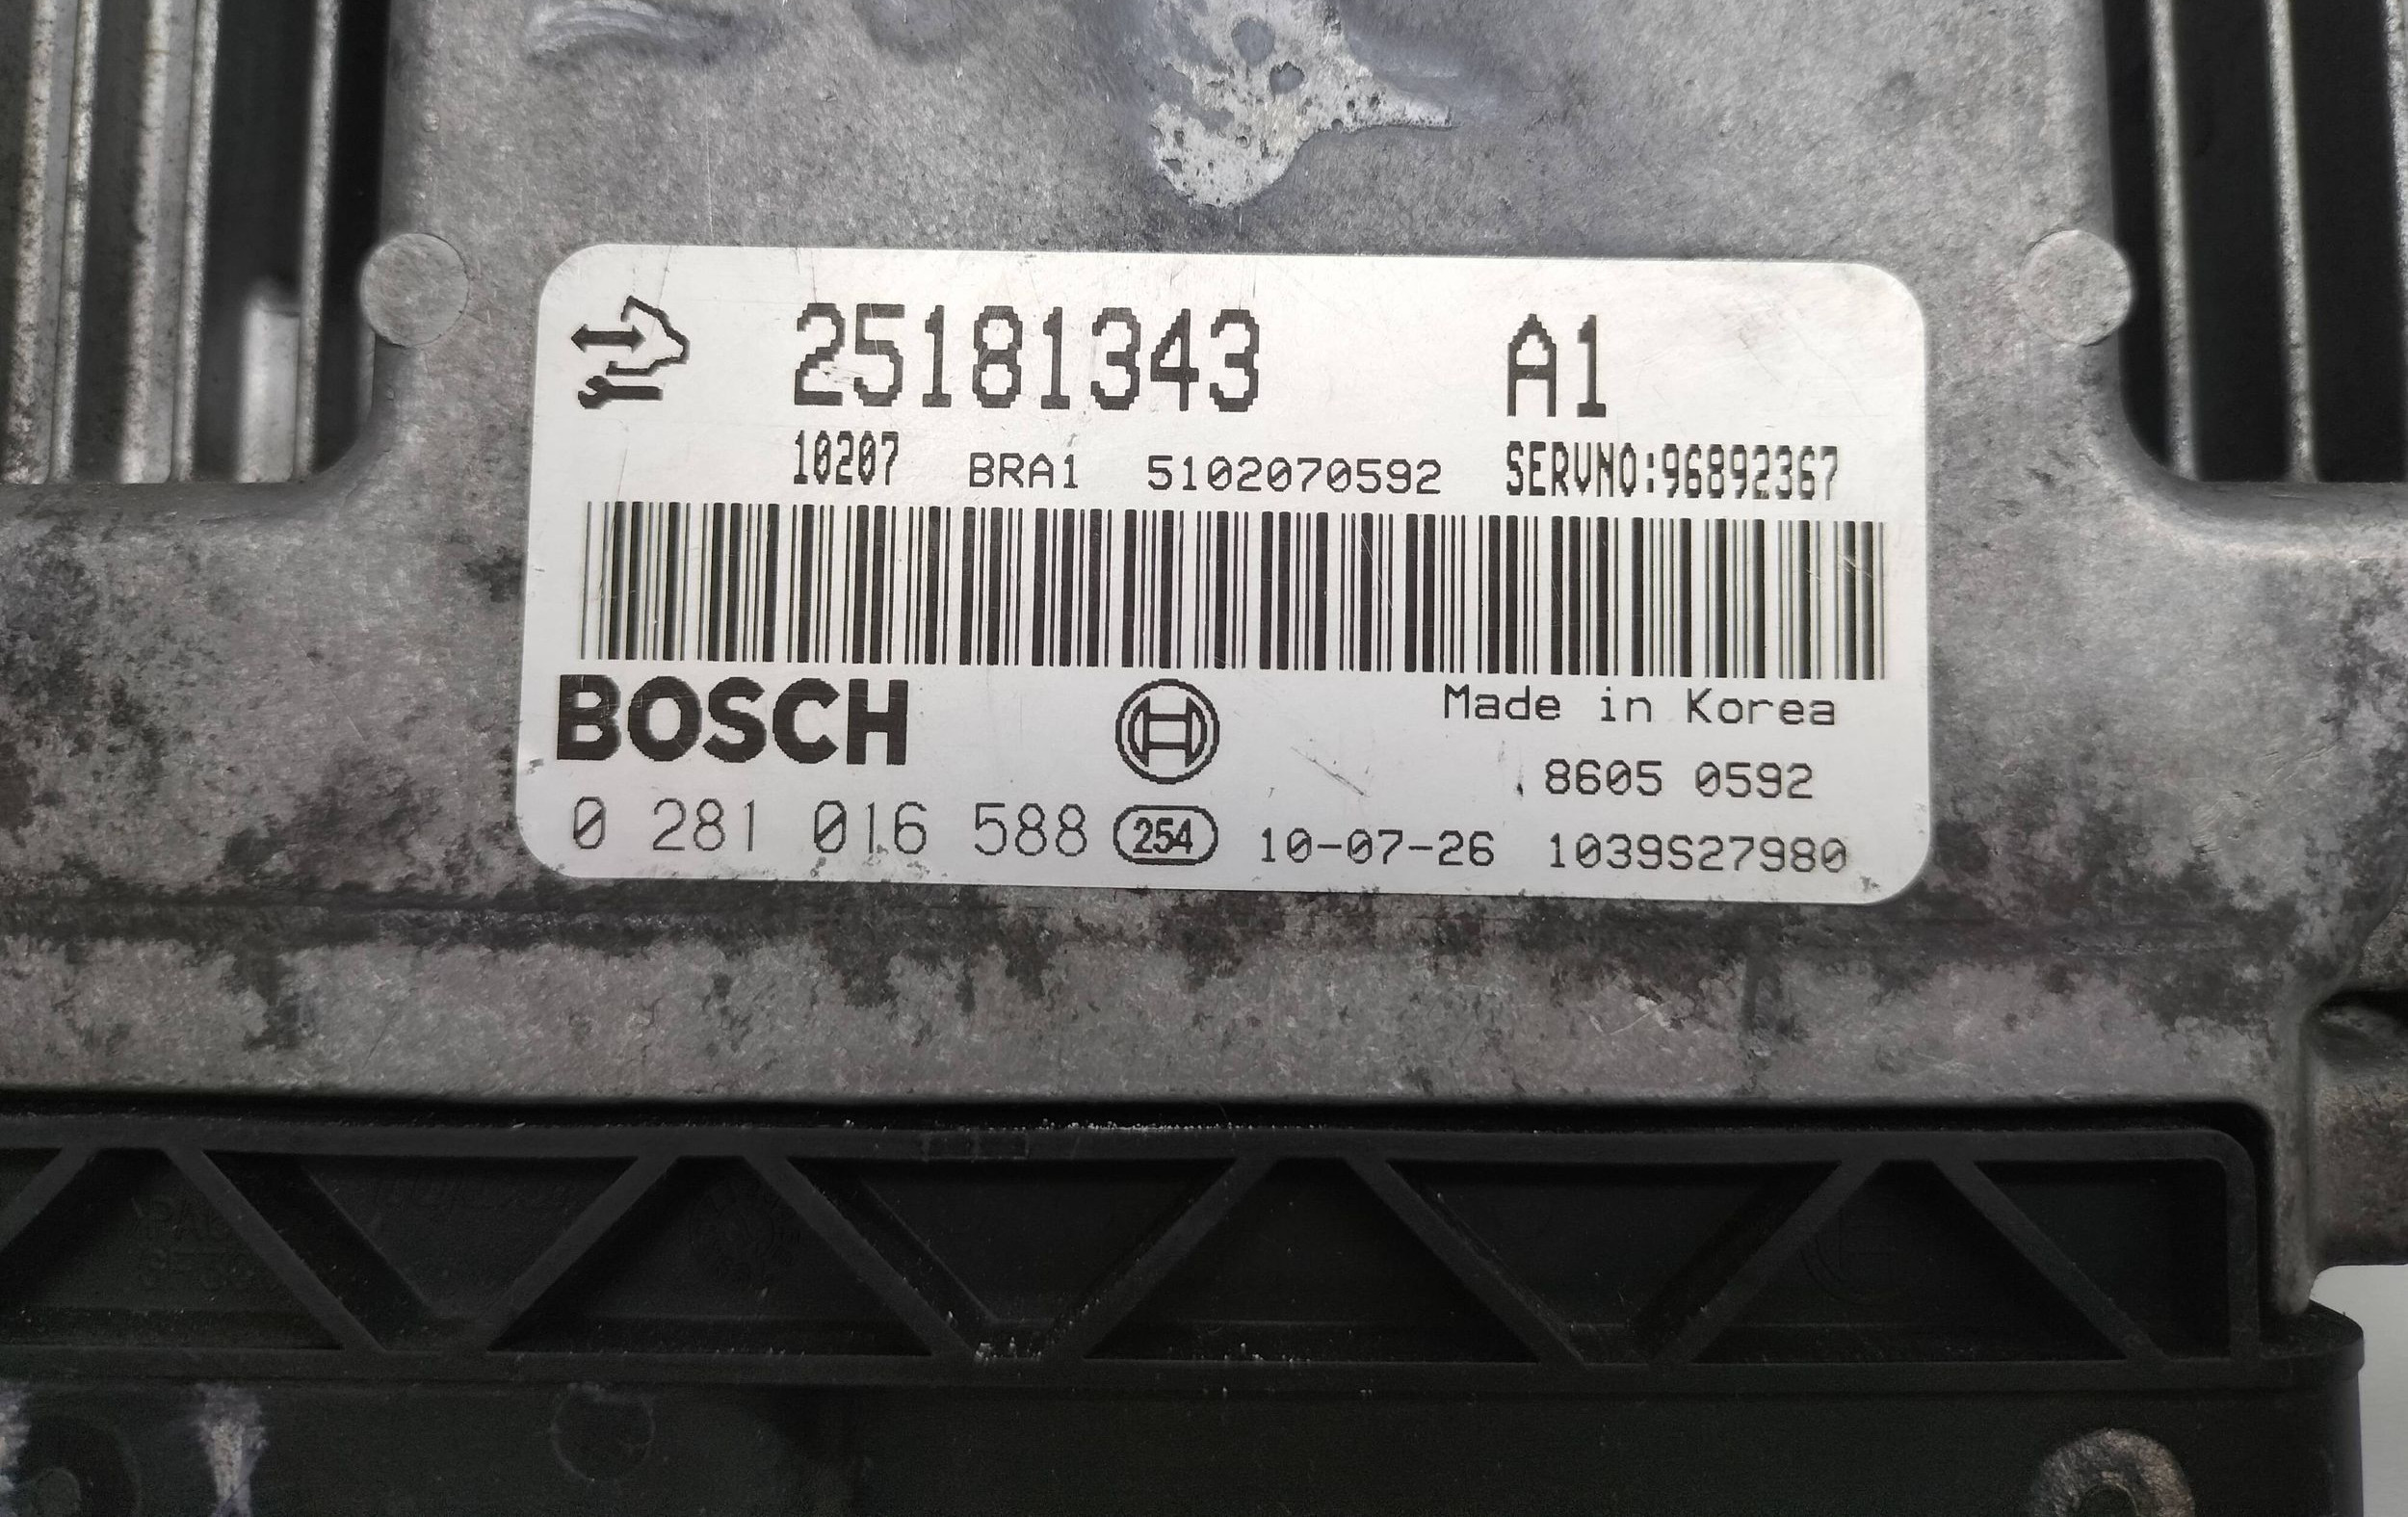 25181343 A1
10207 BRA1 5102070592 SERVNO:96892367
BOSCH
Made in Korea
8605 0592
0 281 016 588 254 10-07-26 1039S27980